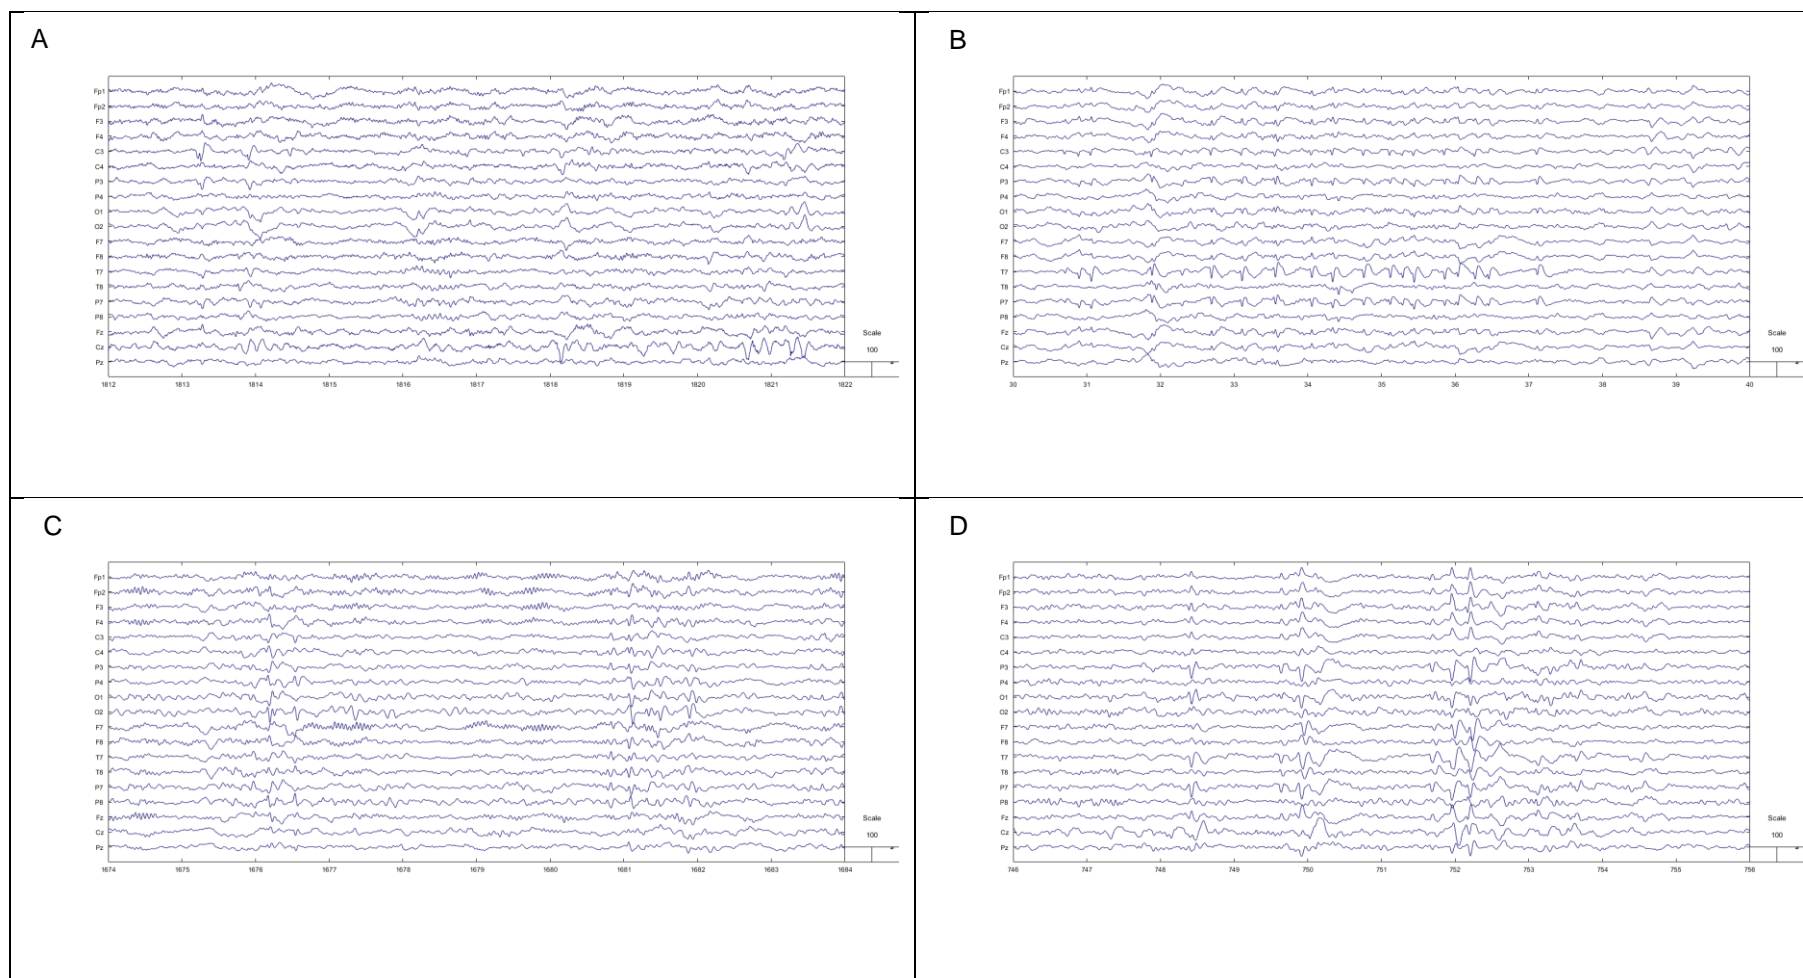 A
Fp1
Fp2
F3
F4
C3
C4
P3
P4
O1
O2
F7
F8
T7
T8
P7
P8
Fz
Cz
Pz
Scale
100
1812 1813 1814 1815 1816 1817 1818 1819 1820 1821 1822
B
Fp1
Fp2
F3
F4
C3
C4
P3
P4
O1
O2
F7
F8
T7
T8
P7
P8
Fz
Cz
Pz
Scale
100
30 31 32 33 34 35 36 37 38 39 40
C
Fp1
Fp2
F3
F4
C3
C4
P3
P4
O1
O2
F7
F8
T7
T8
P7
P8
Fz
Cz
Pz
Scale
100
1674 1675 1676 1677 1678 1679 1680 1681 1682 1683 1684
D
Fp1
Fp2
F3
F4
C3
C4
P3
P4
O1
O2
F7
F8
T7
T8
P7
P8
Fz
Cz
Pz
Scale
100
746 747 748 749 750 751 752 753 754 755 756